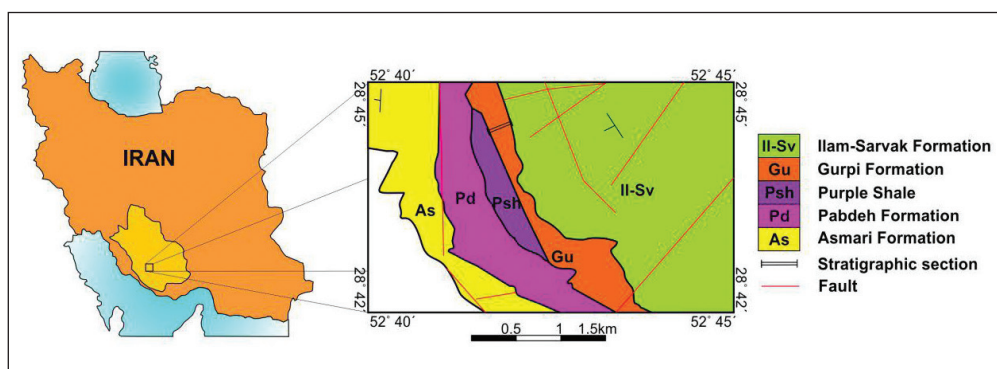 IRAN
52˚ 40´
52˚ 45´
28˚ 45´
28˚ 45´
As
Pd
Psh
Gu
Il-Sv
28˚ 42´
28˚ 42´
52˚ 40´
52˚ 45´
0.5 1 1.5km
Il-Sv Ilam-Sarvak Formation
Gu Gurpi Formation
Psh Purple Shale
Pd Pabdeh Formation
As Asmari Formation
Stratigraphic section
Fault